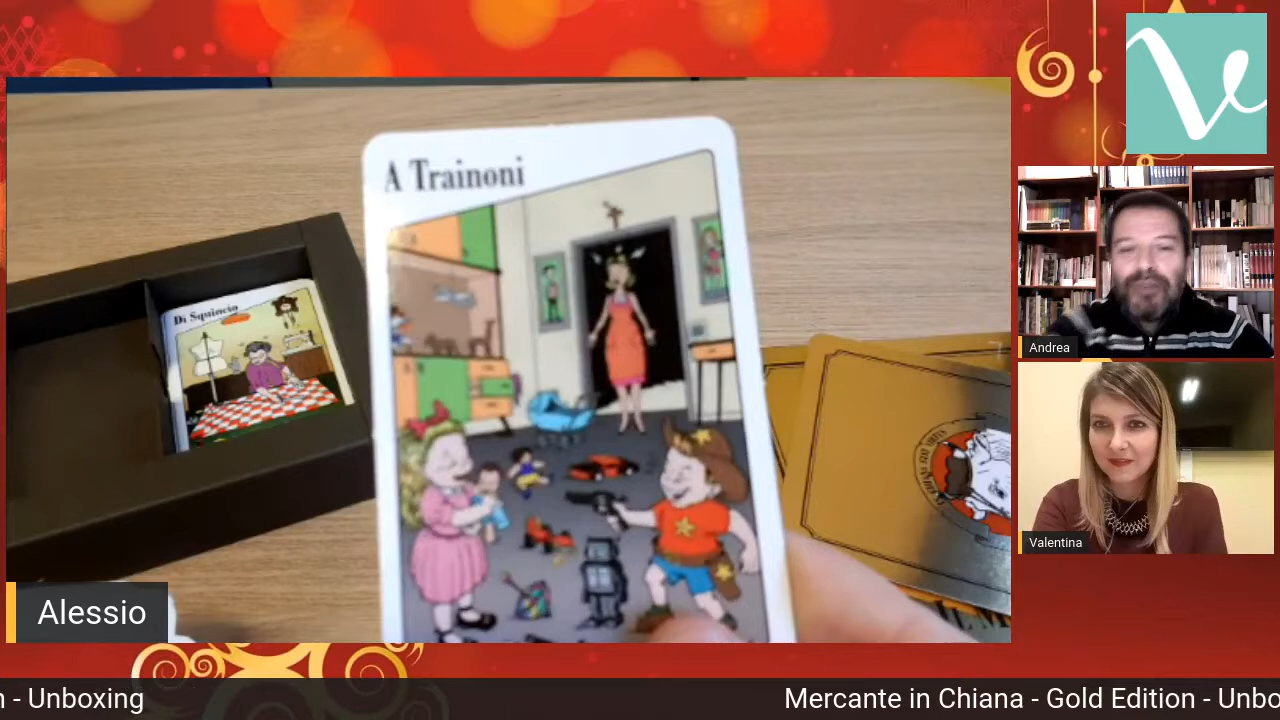 A Trainoni
Di Squincio
Andrea
Valentina
Alessio
n - Unboxing
Mercante in Chiana - Gold Edition - Unbo